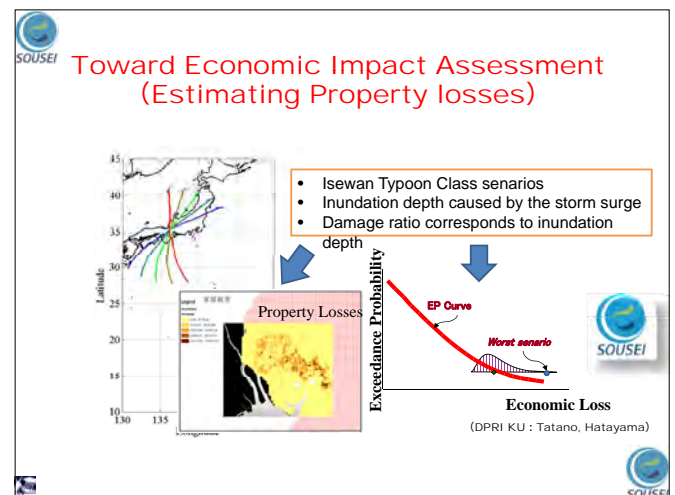 SOUSEI
Toward Economic Impact Assessment
(Estimating Property losses)
• Isewan Typoon Class senarios
• Inundation depth caused by the storm surge
• Damage ratio corresponds to inundation
depth
45
40
35
30
25
20
15
10
130 135
Latitude
Property Losses
Exceedance Probability
EP Curve
Worst senario
Economic Loss
SOUSEI
(DPRI KU : Tatano, Hatayama)
SOUSEI